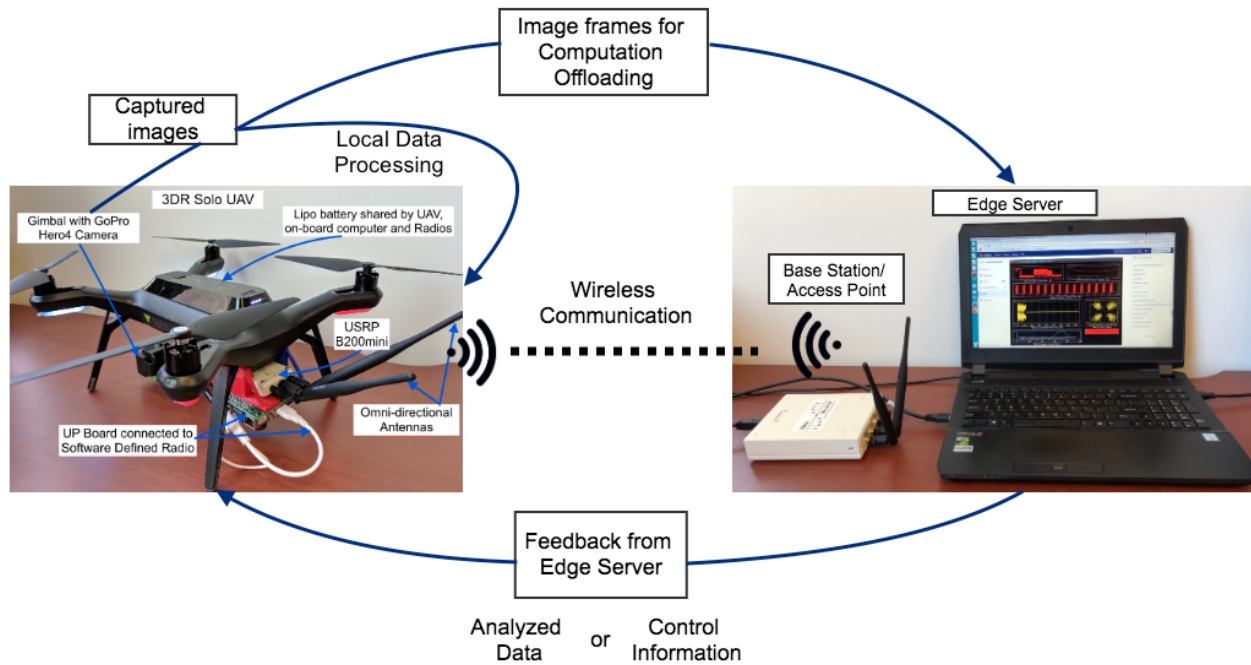 Image frames for
Computation
Offloading
Captured
images
Local Data
Processing
3DR Solo UAV
Gimbal with GoPro
Hero4 Camera
Lipo battery shared by UAV,
on-board computer and Radios
USRP
B200mini
Omni-directional
Antennas
UP Board connected to
Software Defined Radio
Wireless
Communication
Edge Server
Base Station/
Access Point
Feedback from
Edge Server
Analyzed
Data
or
Control
Information